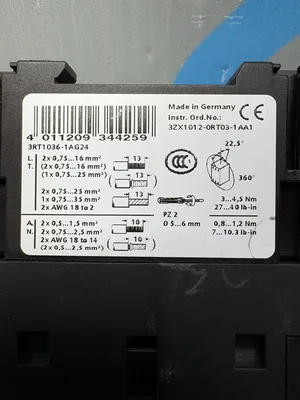 4 011209 344259
3RT1036-1AG24
Made in Germany
Instr. Ord.No.:
3ZX1012-0RT03-1AA1
CE
L. 2x 0,75...16 mm² 13
T. (2x 0,75...16 mm²)
(1x 0,75...25 mm²) 13
CCC
22,5°
360°
2x 0,75...25 mm²
1x 0,75...35 mm² 13
2x AWG 18 to 2
PZ 2
Ø 5...6 mm
3...4,5 Nm
27...40 lb-in
A. 2x 0,5...1,5 mm² 10
N. 2x 0,75...2,5 mm²
2x AWG 18 to 14 10
(2x 0,5...2,5 mm²)
0,8...1,2 Nm
7...10.3 lb-in